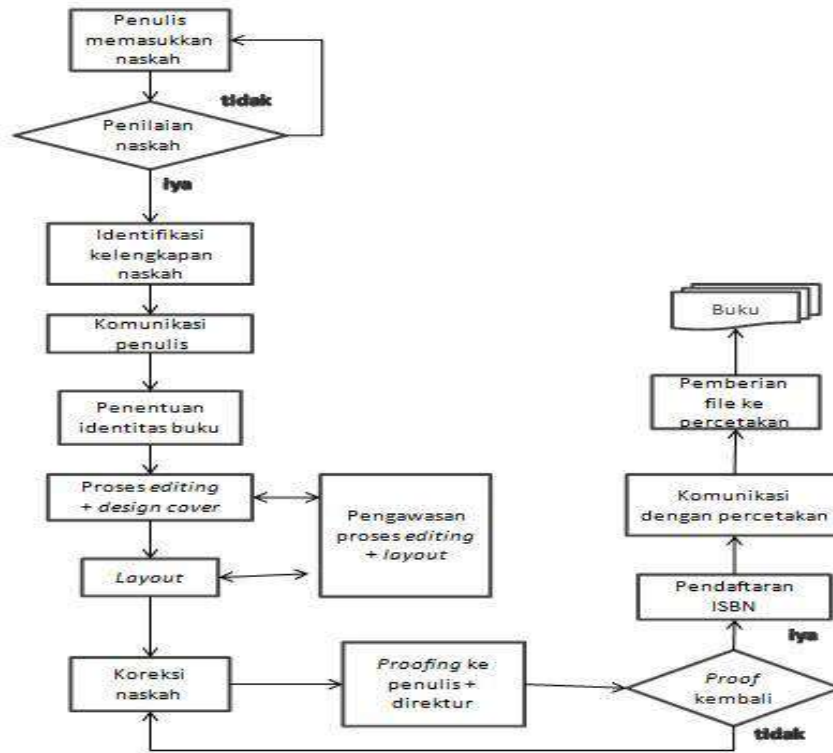 Penulis
memasukkan
naskah
tidak
Penilaian
naskah
iya
Identifikasi
kelengkapan
naskah
Komunikasi
penulis
Penentuan
identitas buku
Proses editing
+ design cover
Pengawasan
proses editing
+ layout
Layout
Koreksi
naskah
Proofing ke
penulis +
direktur
Proof
kembali
tidak
iya
Pendaftaran
ISBN
Komunikasi
dengan percetakan
Pemberian
file ke
percetakan
Buku